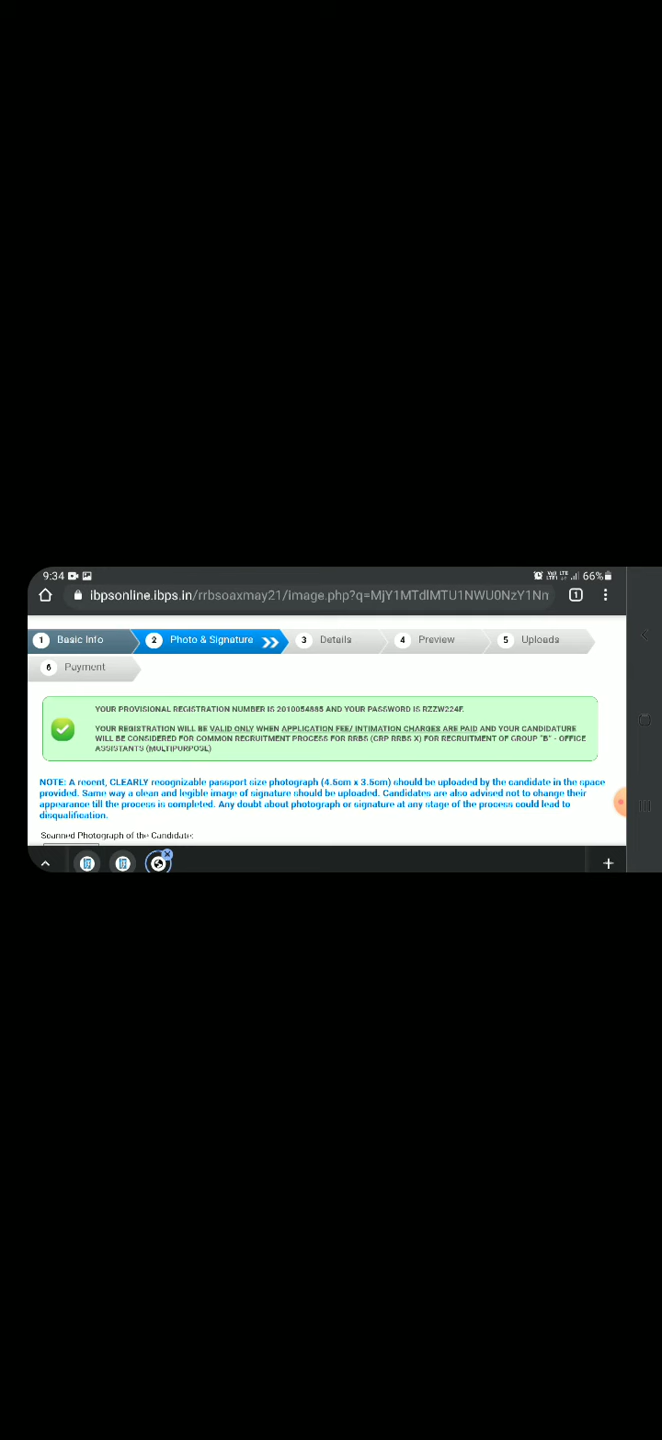 9:34 66%
ibpsonline.ibps.in/rrbsoaxmay21/image.php?q=MjY1MTdlMTU1NWU0NzY1Nn 1
1 Basic Info 2 Photo & Signature 3 Details 4 Preview 5 Uploads
6 Payment
YOUR PROVISIONAL REGISTRATION NUMBER IS 2010054885 AND YOUR PASSWORD IS
YOUR REGISTRATION WILL BE VALID ONLY WHEN APPLICATION FEE/ INTIMATION CHARGES ARE PAID AND YOUR CANDIDATURE
WILL BE CONSIDERED FOR COMMON RECRUITMENT PROCESS FOR RRBS (CRP RRBS X) FOR RECRUITMENT OF GROUP "B" - OFFICE
ASSISTANTS (MULTIPURPOSE)
NOTE: A recent, CLEARLY recognizable passport size photograph (4.5cm x 3.5cm) should be uploaded by the candidate in the space
provided. Same way a clean and legible image of signature should be uploaded. Candidates are also advised not to change their
appearance till the process is completed. Any doubt about photograph or signature at any stage of the process could lead to
disqualification.
Scanned Photograph of the Candidate: